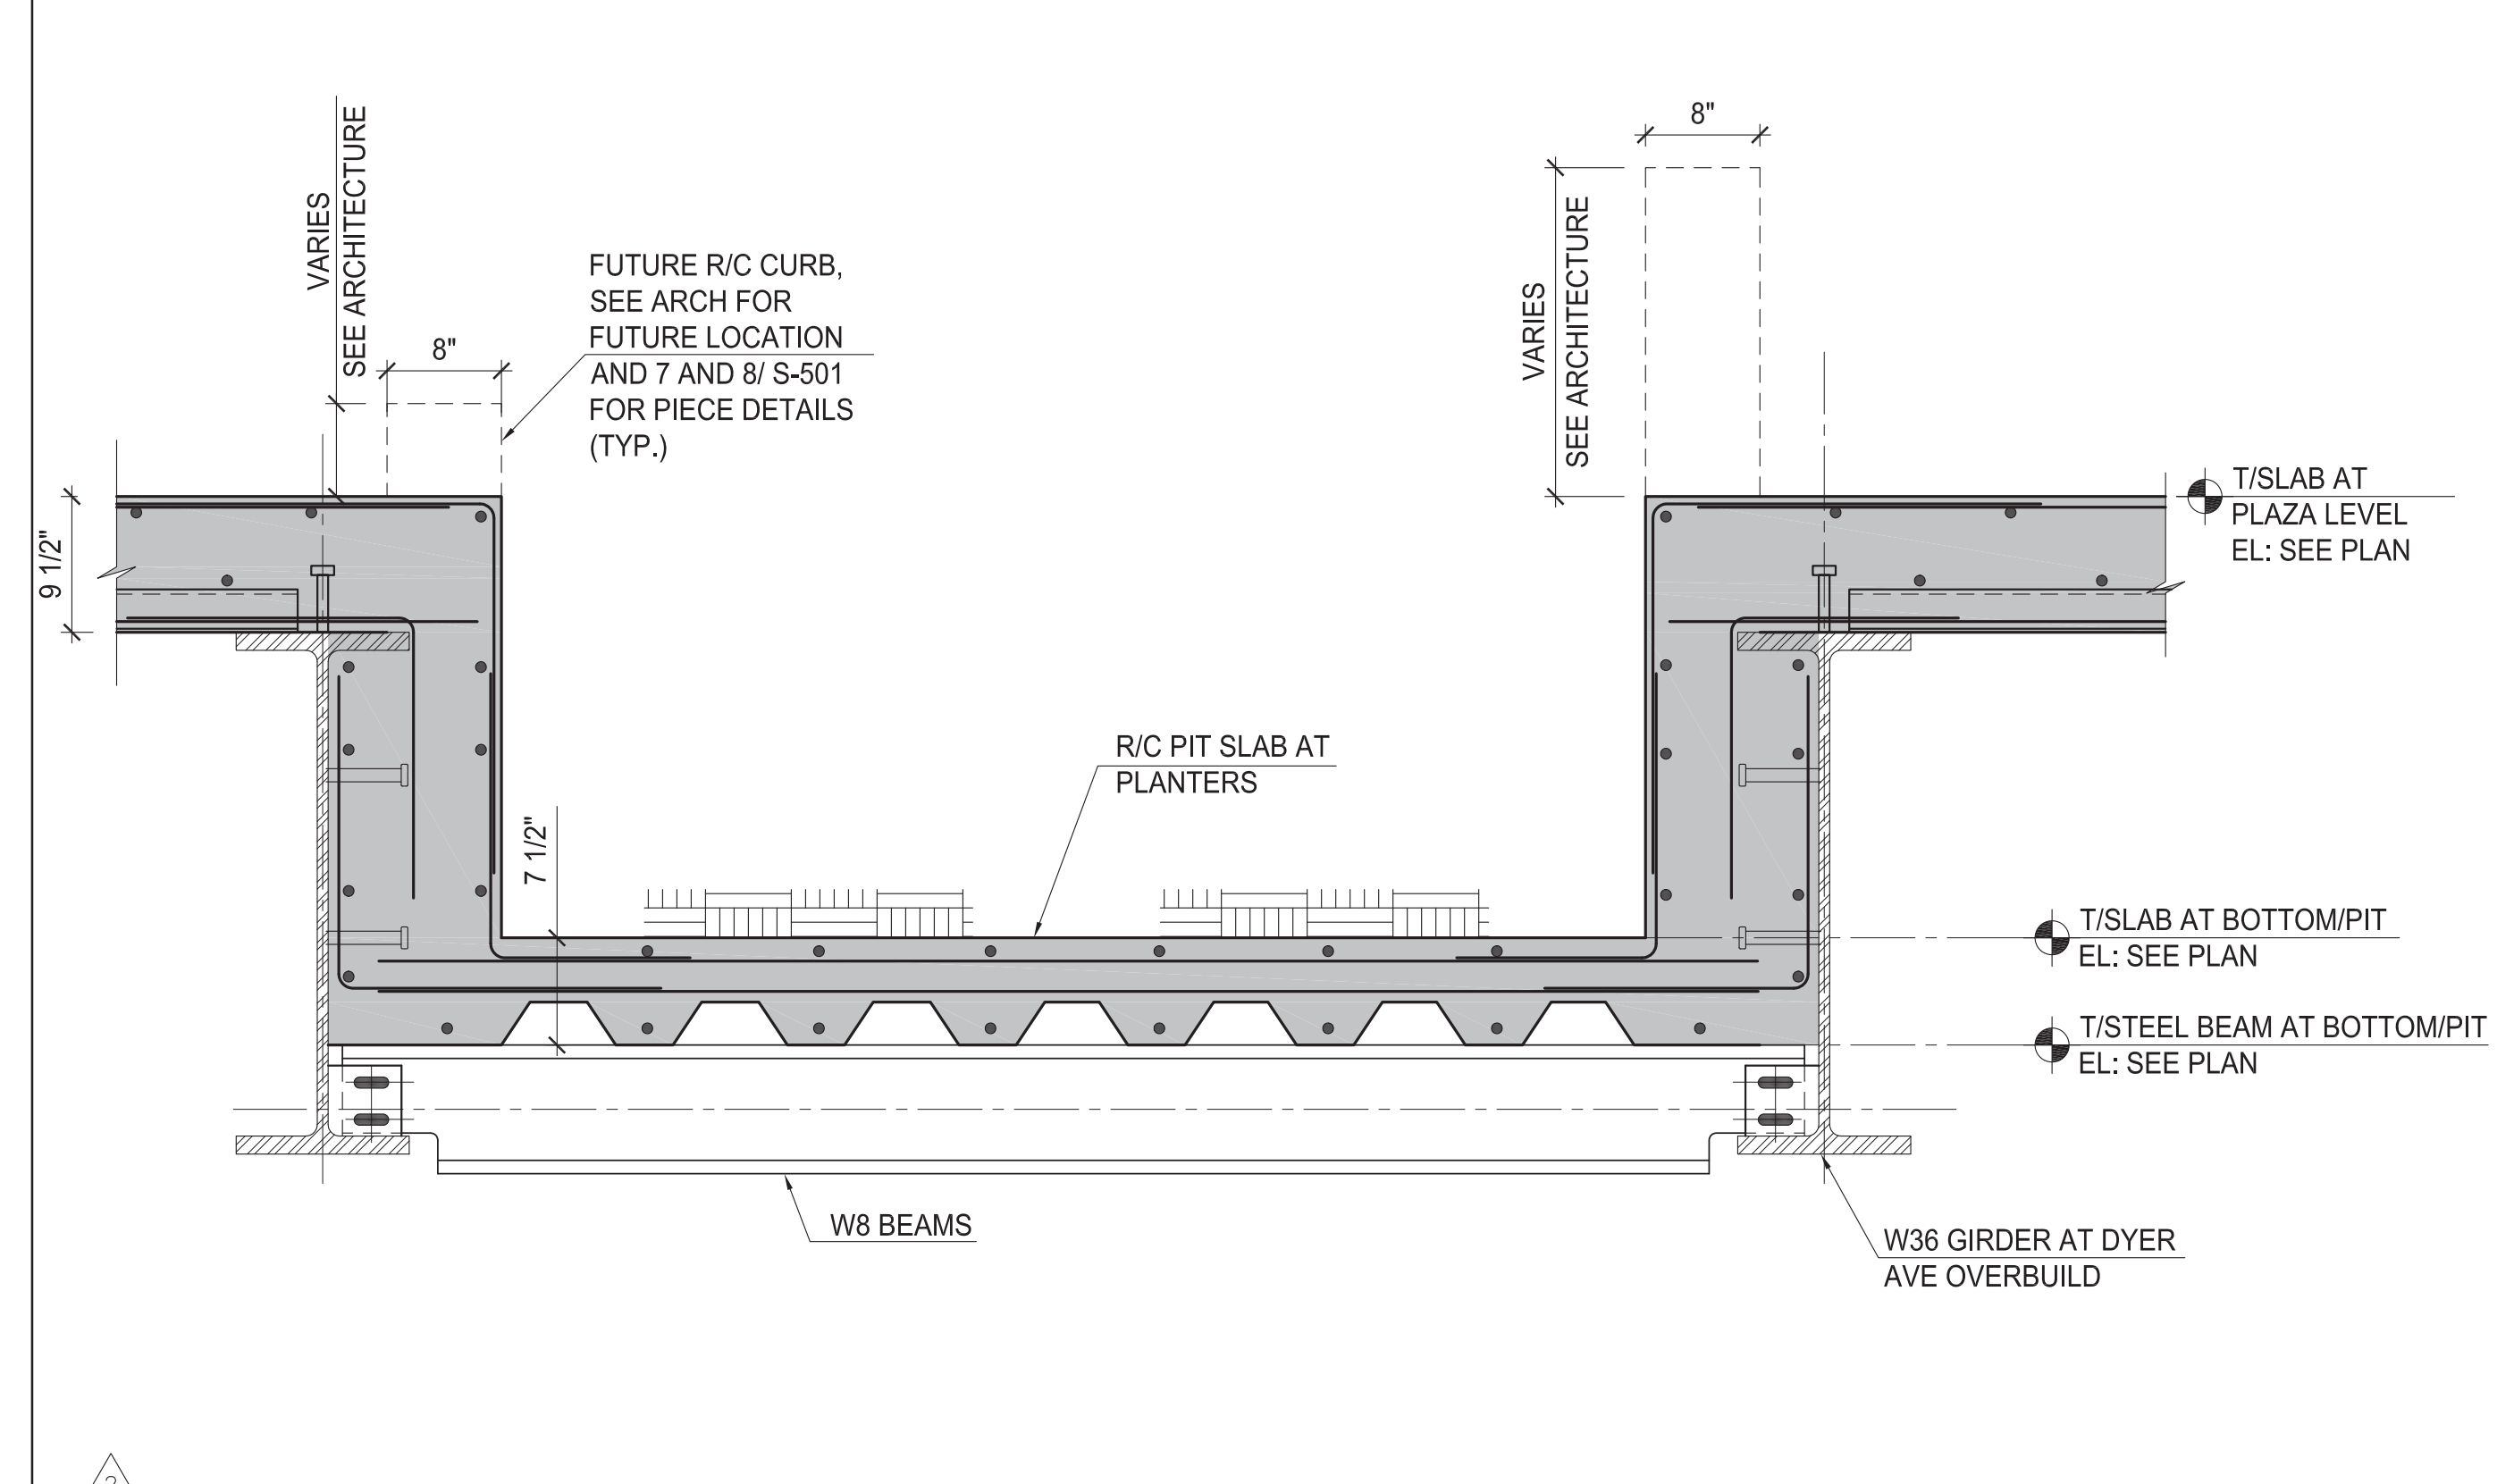 8"
VARIES
SEE ARCHITECTURE
VARIES
SEE ARCHITECTURE
FUTURE R/C CURB,
SEE ARCH FOR
FUTURE LOCATION
AND 7 AND 8/ S-501
FOR PIECE DETAILS
(TYP.)
8"
T/SLAB AT
PLAZA LEVEL
EL: SEE PLAN
9 1/2"
R/C PIT SLAB AT
PLANTERS
7 1/2"
T/SLAB AT BOTTOM/PIT
EL: SEE PLAN
T/STEEL BEAM AT BOTTOM/PIT
EL: SEE PLAN
W8 BEAMS
W36 GIRDER AT DYER
AVE OVERBUILD